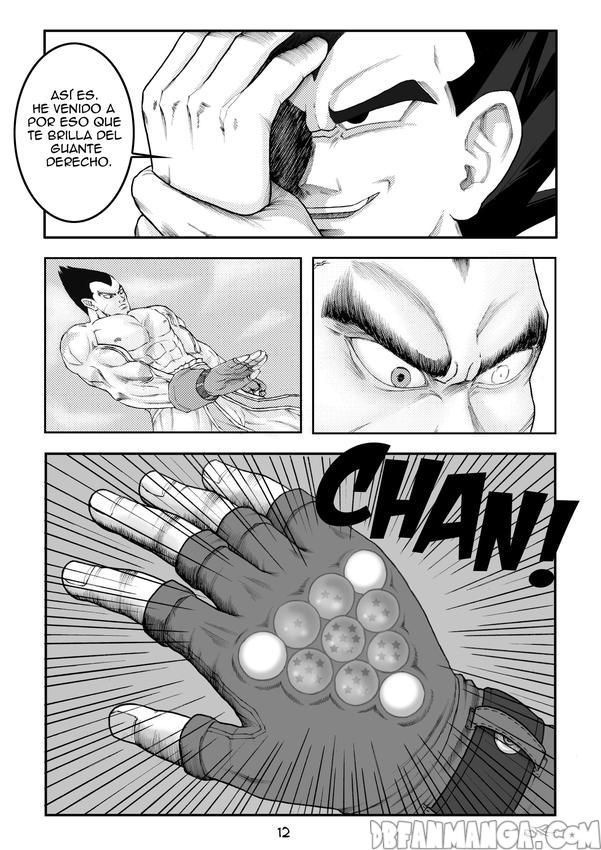 ASÍ ES.
HE VENIDO A
POR ESO QUE
TE BRILLA DEL
GUANTE
DERECHO.
CHAN!
12
DBFANMANGA.COM